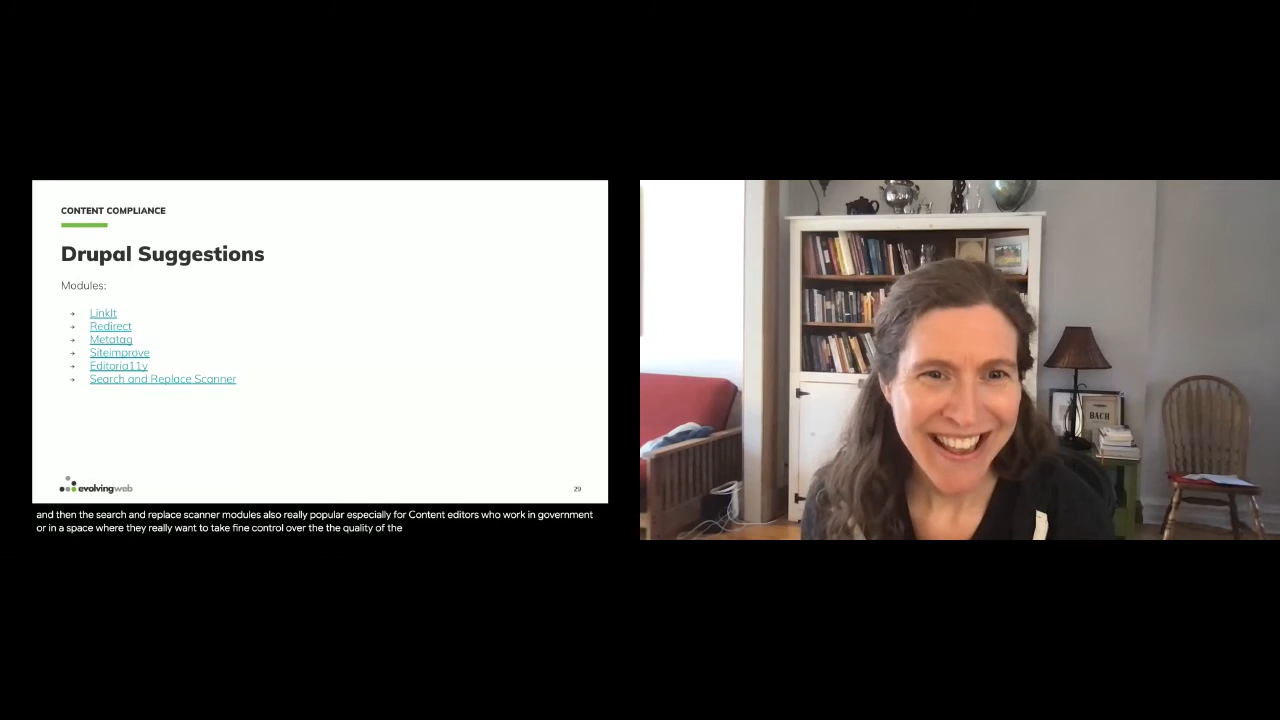 CONTENT COMPLIANCE
Drupal Suggestions
Modules:
→ LinkIt
→ Redirect
→ Metatag
→ Siteimprove
→ Editoria11y
→ Search and Replace Scanner
evolvingweb
29
and then the search and replace scanner modules also really popular especially for Content editors who work in government
or in a space where they really want to take fine control over the the quality of the
BACH